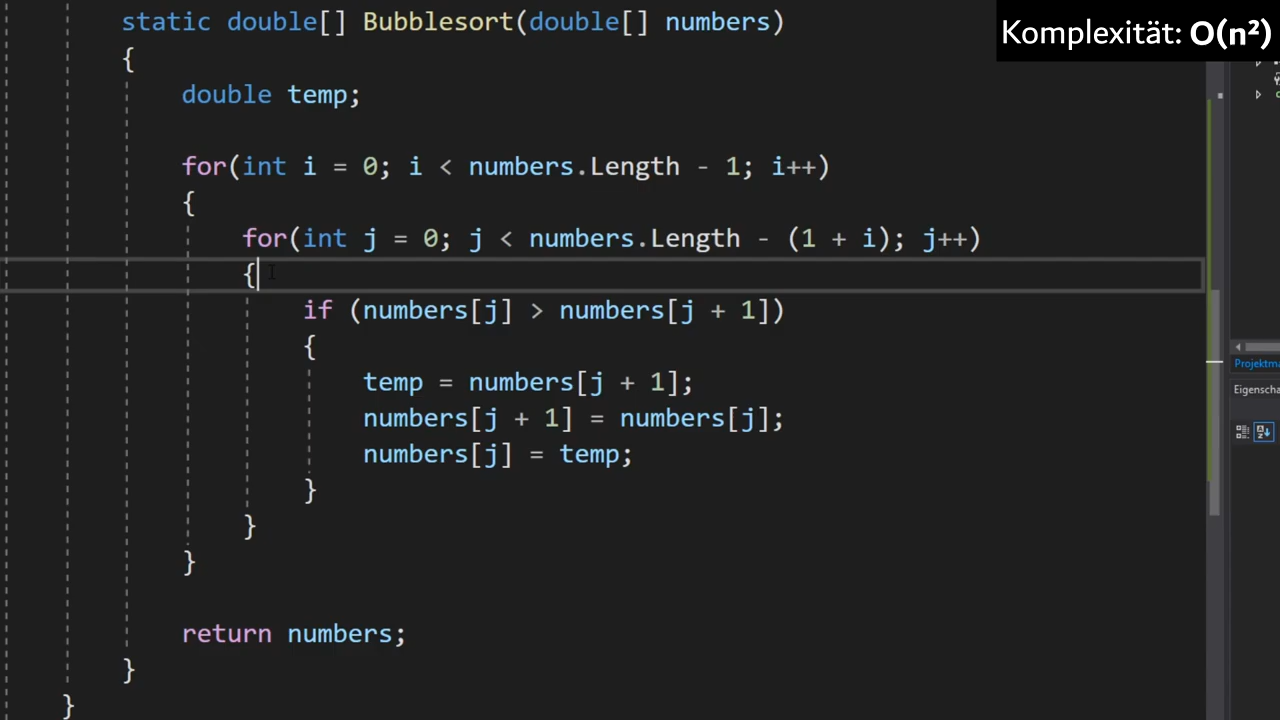 static double[] Bubblesort(double[] numbers)
Komplexität: O(n²)
{
double temp;
for(int i = 0; i < numbers.Length - 1; i++)
{
for(int j = 0; j < numbers.Length - (1 + i); j++)
{
if (numbers[j] > numbers[j + 1])
{
temp = numbers[j + 1];
numbers[j + 1] = numbers[j];
numbers[j] = temp;
}
}
}
return numbers;
}
}
Projektma
Eigenscha